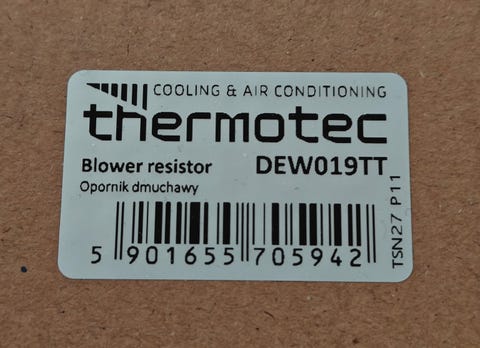 COOLING & AIR CONDITIONING
thermotec
Blower resistor DEW019TT
Opornik dmuchawy
5 901655 705942
TSN27 P11